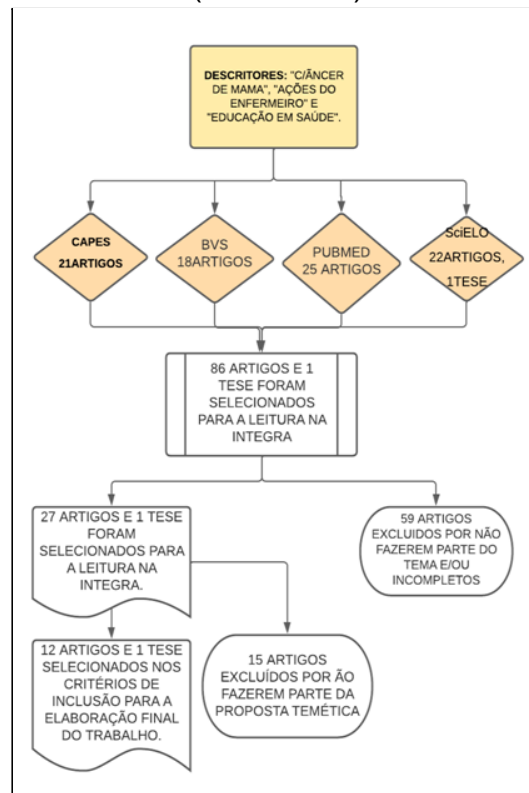 DESCRITORES: "C/ÃNCER
DE MAMA", "AÇÕES DO
ENFERMEIRO" E
"EDUCAÇÃO EM SAÚDE".
CAPES
21ARTIGOS
BVS
18ARTIGOS
PUBMED
25 ARTIGOS
SciELO
22ARTIGOS,
1TESE
86 ARTIGOS E 1
TESE FORAM
SELECIONADOS
PARA A LEITURA NA
INTEGRA
27 ARTIGOS E 1 TESE
FORAM
SELECIONADOS PARA
A LEITURA NA
INTEGRA.
59 ARTIGOS
EXCLUIDOS POR NÃO
FAZEREM PARTE DO
TEMA E/OU
INCOMPLETOS
12 ARTIGOS E 1 TESE
SELECIONADOS NOS
CRITÉRIOS DE
INCLUSÃO PARA A
ELABORAÇÃO FINAL
DO TRABALHO.
15 ARTIGOS
EXCLUÍDOS POR ÃO
FAZEREM PARTE DA
PROPOSTA TEMÉTICA